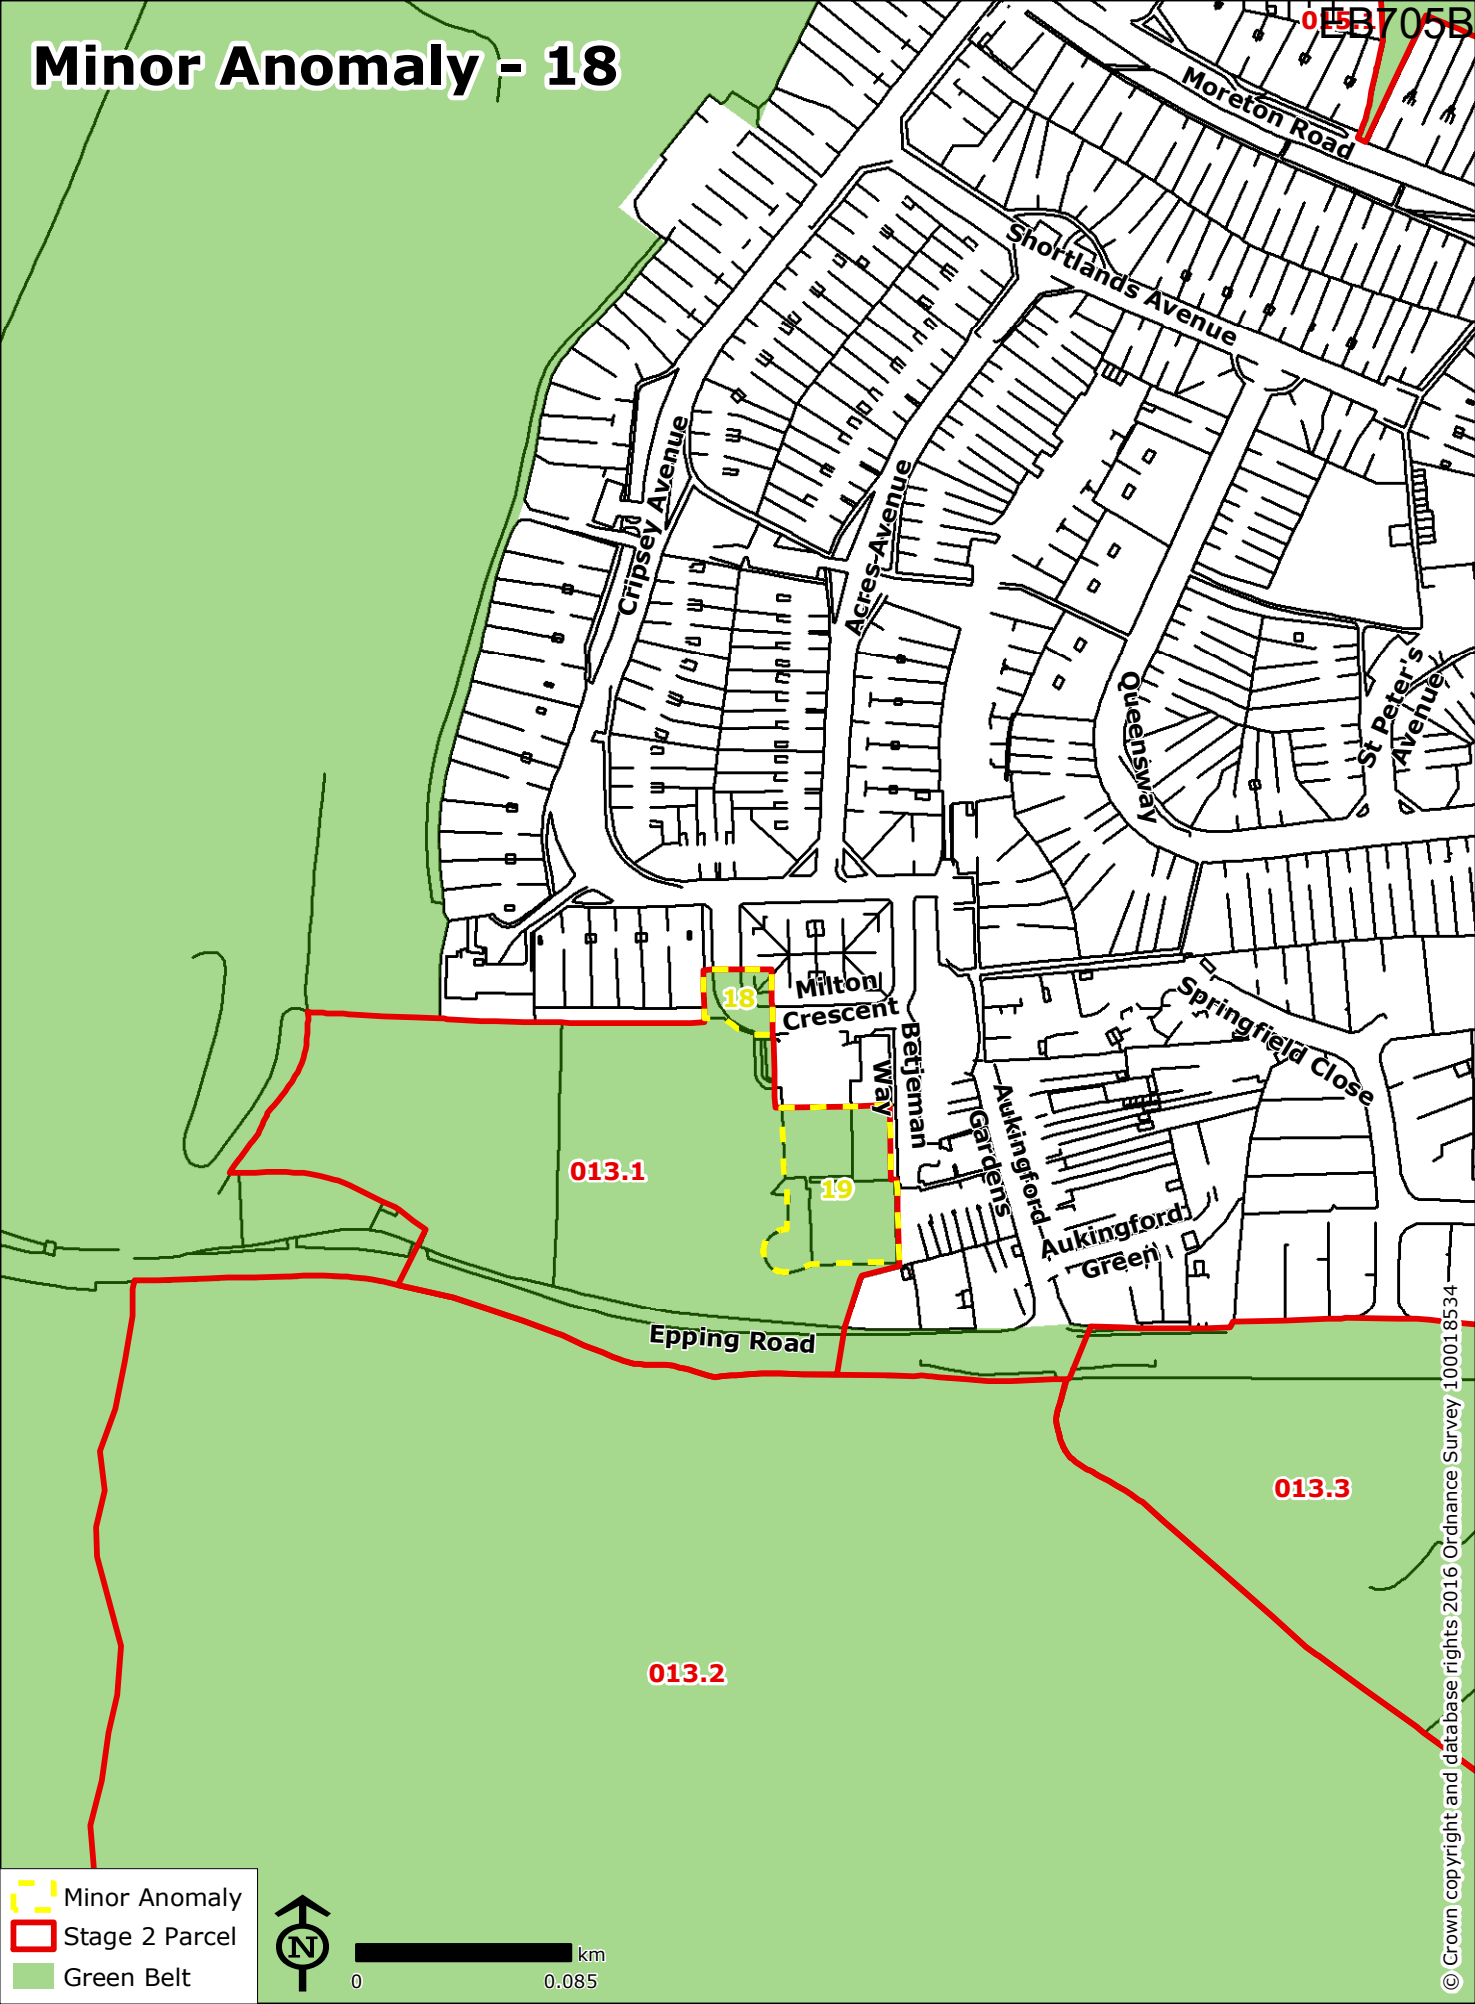 015.1
EB705B
Minor Anomaly - 18
Moreton Road
Shortlands Avenue
Cripsey Avenue
Acres Avenue
Queensway
St Peter's
Avenue
18
Milton
Crescent
Betjeman
Way
Springfield Close
Aukingford
Gardens
013.1
19
Aukingford
Green
Epping Road
013.3
013.2
Minor Anomaly
Stage 2 Parcel
Green Belt
N
km
0
0.085
© Crown copyright and database rights 2016 Ordnance Survey 100018534